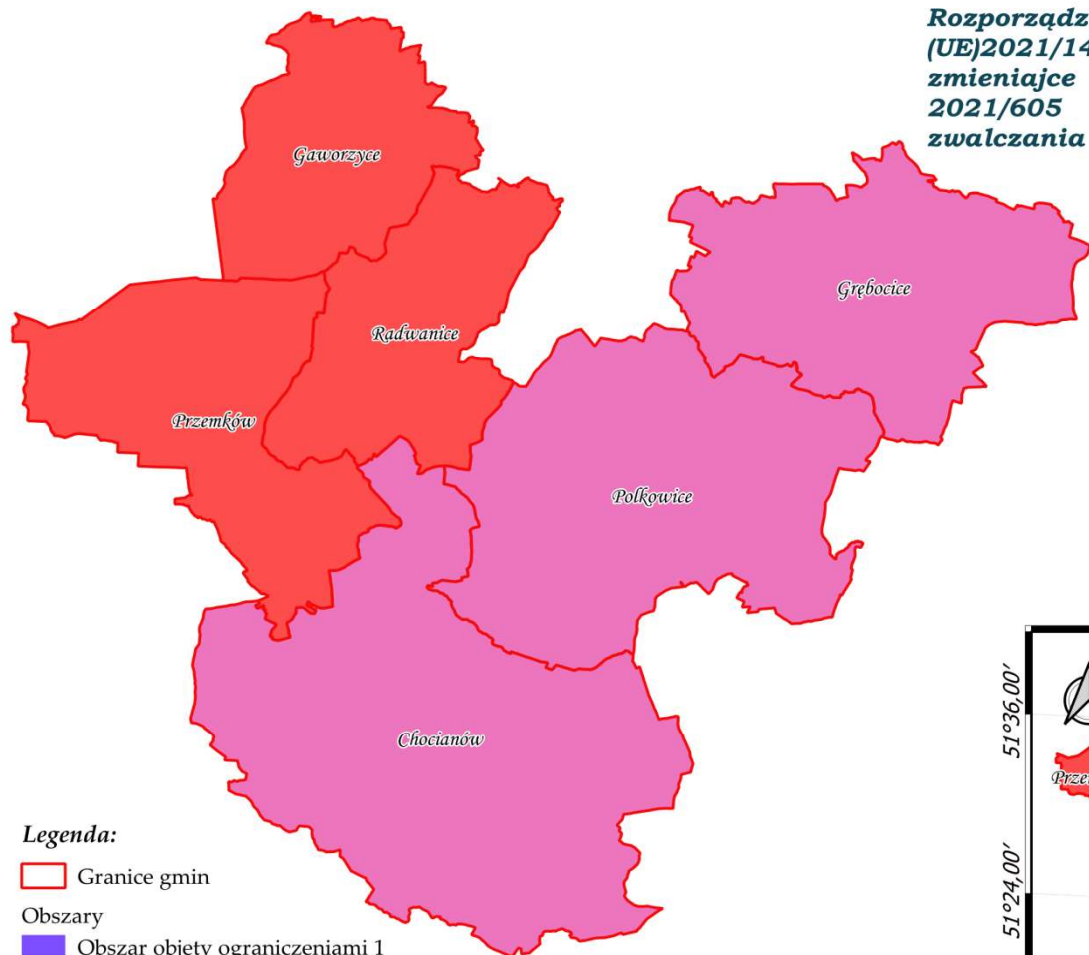 Rozporządz
(UE)2021/14
zmieniajce
2021/605
zwalczania
Gaworzyce
Grębocice
Radwanice
Przemków
Polkowice
Chocianów
51°36,00'
51°24,00'
Legenda:
Granice gmin
Obszary
Obszar objęty ograniczeniami 1